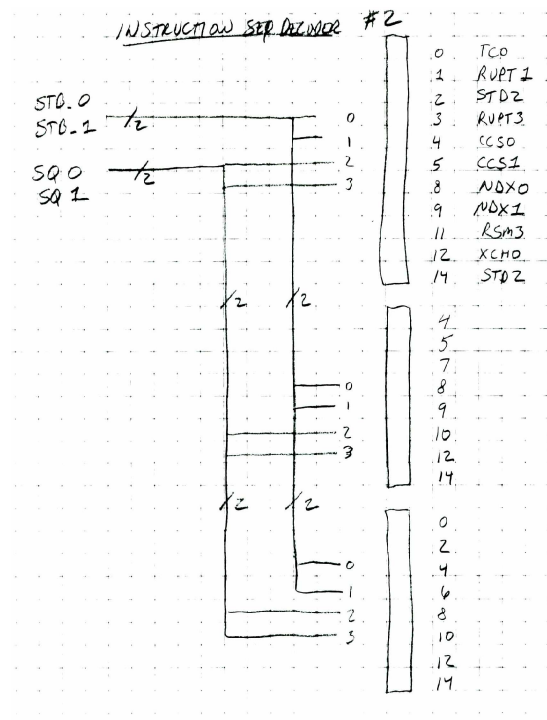 INSTRUCTION SEQ DECODER #2
0 TC0
1 RUPT1
2 STD2
3 RUPT3
4 CCS0
5 CCS1
8 NDX0
9 NDX1
11 RSM3
12 XCH0
14 STD2
STB_0
STB_1 /2
SQ 0 /2
SQ 1
0
1
2
3
/2 /2
4
5
7
8
9
10
12
14
0
1
2
3
/2 /2
0
2
4
6
8
10
12
14
0
1
2
3